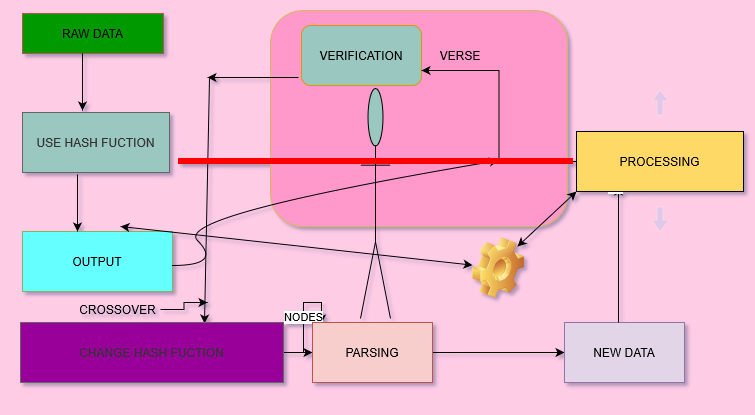 RAW DATA
VERIFICATION
VERSE
USE HASH FUCTION
PROCESSING
OUTPUT
CROSSOVER
NODES
CHANGE HASH FUCTION
PARSING
NEW DATA